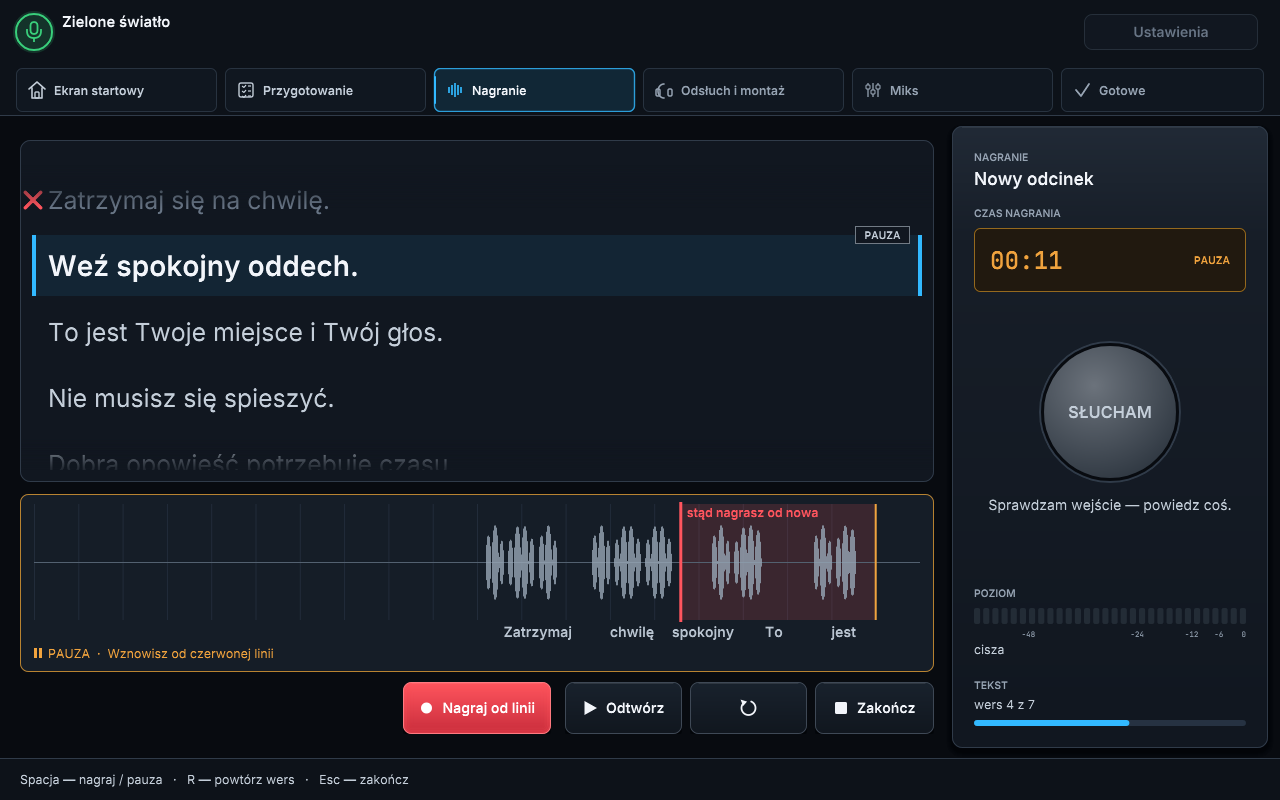 Zielone światło
Ustawienia
Ekran startowy
Przygotowanie
Nagranie
Odsłuch i montaż
Miks
Gotowe
Zatrzymaj się na chwilę.
PAUZA
Weź spokojny oddech.
To jest Twoje miejsce i Twój głos.
Nie musisz się spieszyć.
Dobra opowieść potrzebuje czasu
stąd nagrasz od nowa
Zatrzymaj chwilę spokojny To jest
PAUZA · Wznowisz od czerwonej linii
Nagraj od linii
Odtwórz
Zakończ
NAGRANIE
Nowy odcinek
CZAS NAGRANIA
00:11 PAUZA
SŁUCHAM
Sprawdzam wejście — powiedz coś.
POZIOM
-48 -24 -12 -6 0
cisza
TEKST
wers 4 z 7
Spacja — nagraj / pauza · R — powtórz wers · Esc — zakończ